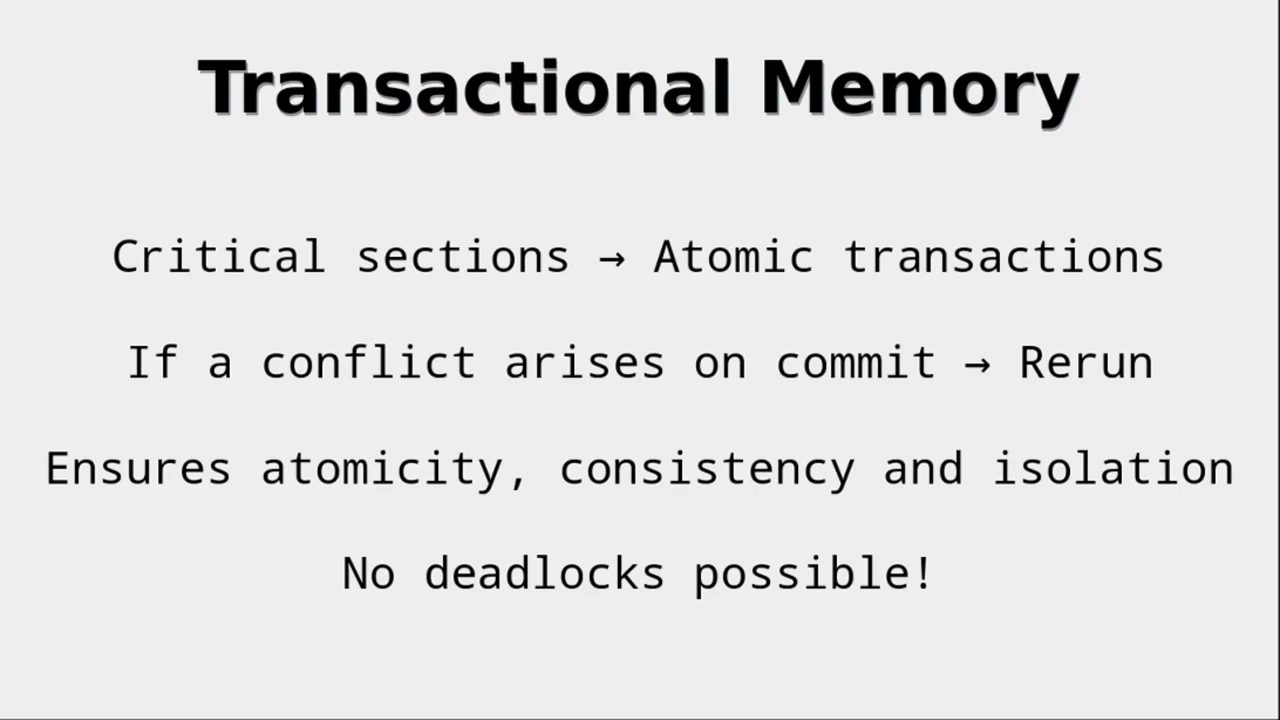 Transactional Memory
Critical sections → Atomic transactions
If a conflict arises on commit → Rerun
Ensures atomicity, consistency and isolation
No deadlocks possible!